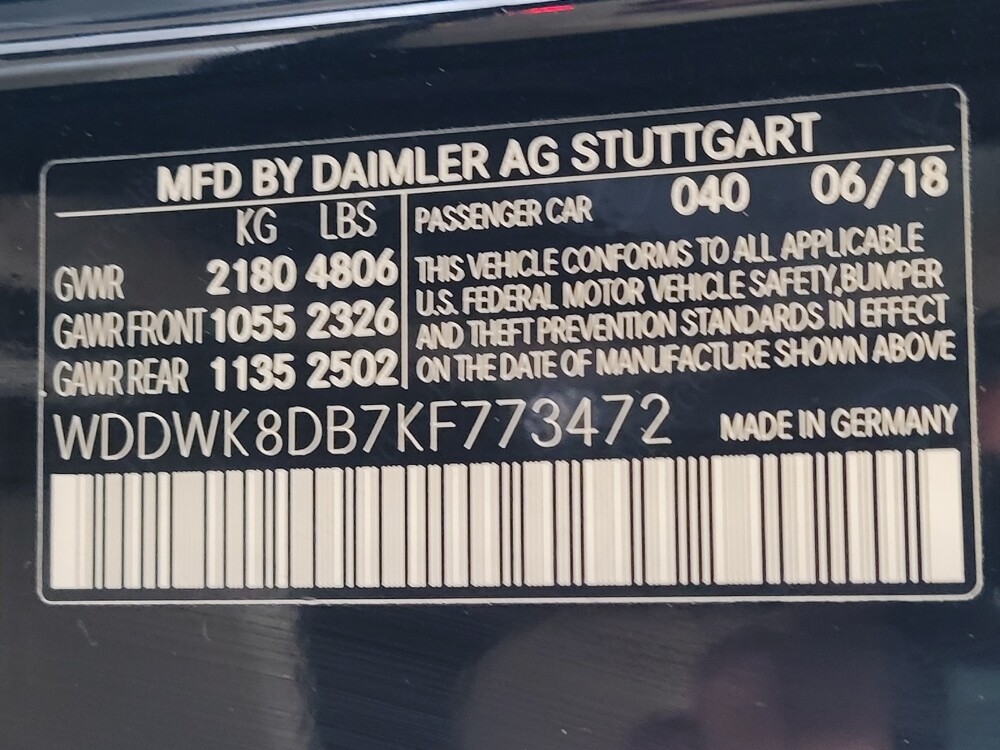 MFD BY DAIMLER AG STUTTGART
KG LBS
GVWR 2180 4806
GAWR FRONT 1055 2326
GAWR REAR 1135 2502
PASSENGER CAR 040 06/18
THIS VEHICLE CONFORMS TO ALL APPLICABLE
U.S. FEDERAL MOTOR VEHICLE SAFETY,BUMPER
AND THEFT PREVENTION STANDARDS IN EFFECT
ON THE DATE OF MANUFACTURE SHOWN ABOVE
WDDWK8DB7KF773472 MADE IN GERMANY